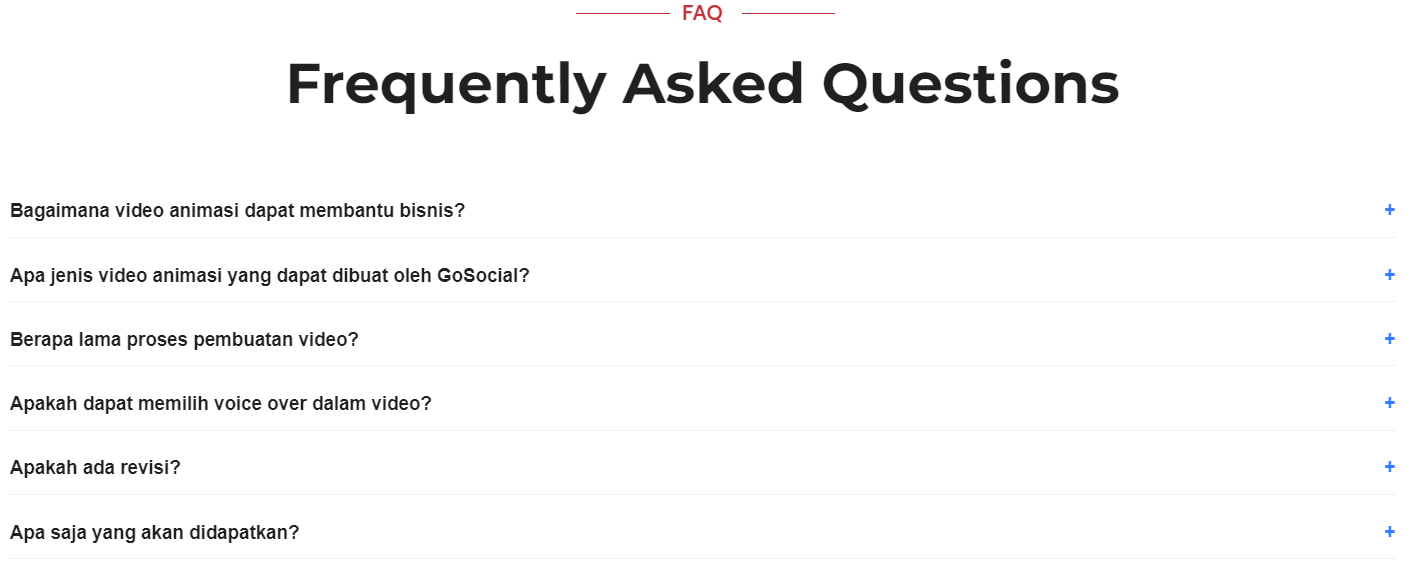 FAQ
Frequently Asked Questions
Bagaimana video animasi dapat membantu bisnis? +
Apa jenis video animasi yang dapat dibuat oleh GoSocial? +
Berapa lama proses pembuatan video? +
Apakah dapat memilih voice over dalam video? +
Apakah ada revisi? +
Apa saja yang akan didapatkan? +